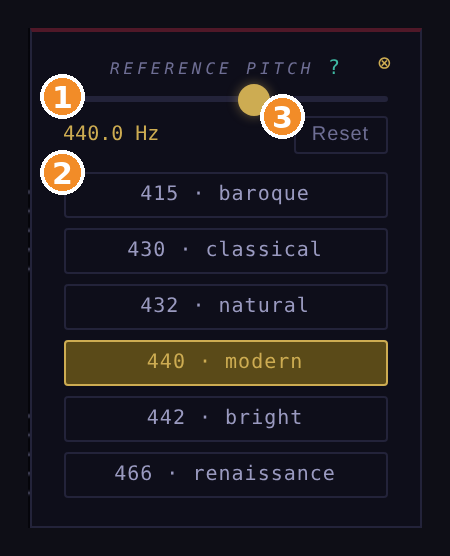 REFERENCE PITCH ? ⊗
1
440.0 Hz
3
Reset
2
415 · baroque
430 · classical
432 · natural
440 · modern
442 · bright
466 · renaissance